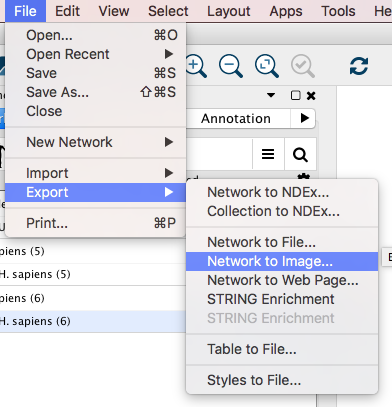 File Edit View Select Layout Apps Tools He
Open... ⌘O
Open Recent ▶
Save ⌘S
Save As... ⇧⌘S
Close
Annotation ▶
New Network ▶
Import ▶
Export ▶
Network to NDEx...
Collection to NDEx...
Print... ⌘P
Network to File...
sapiens (5)
Network to Image...
H. sapiens (5)
Network to Web Page...
sapiens (6)
STRING Enrichment
H. sapiens (6)
STRING Enrichment
Table to File...
Styles to File...